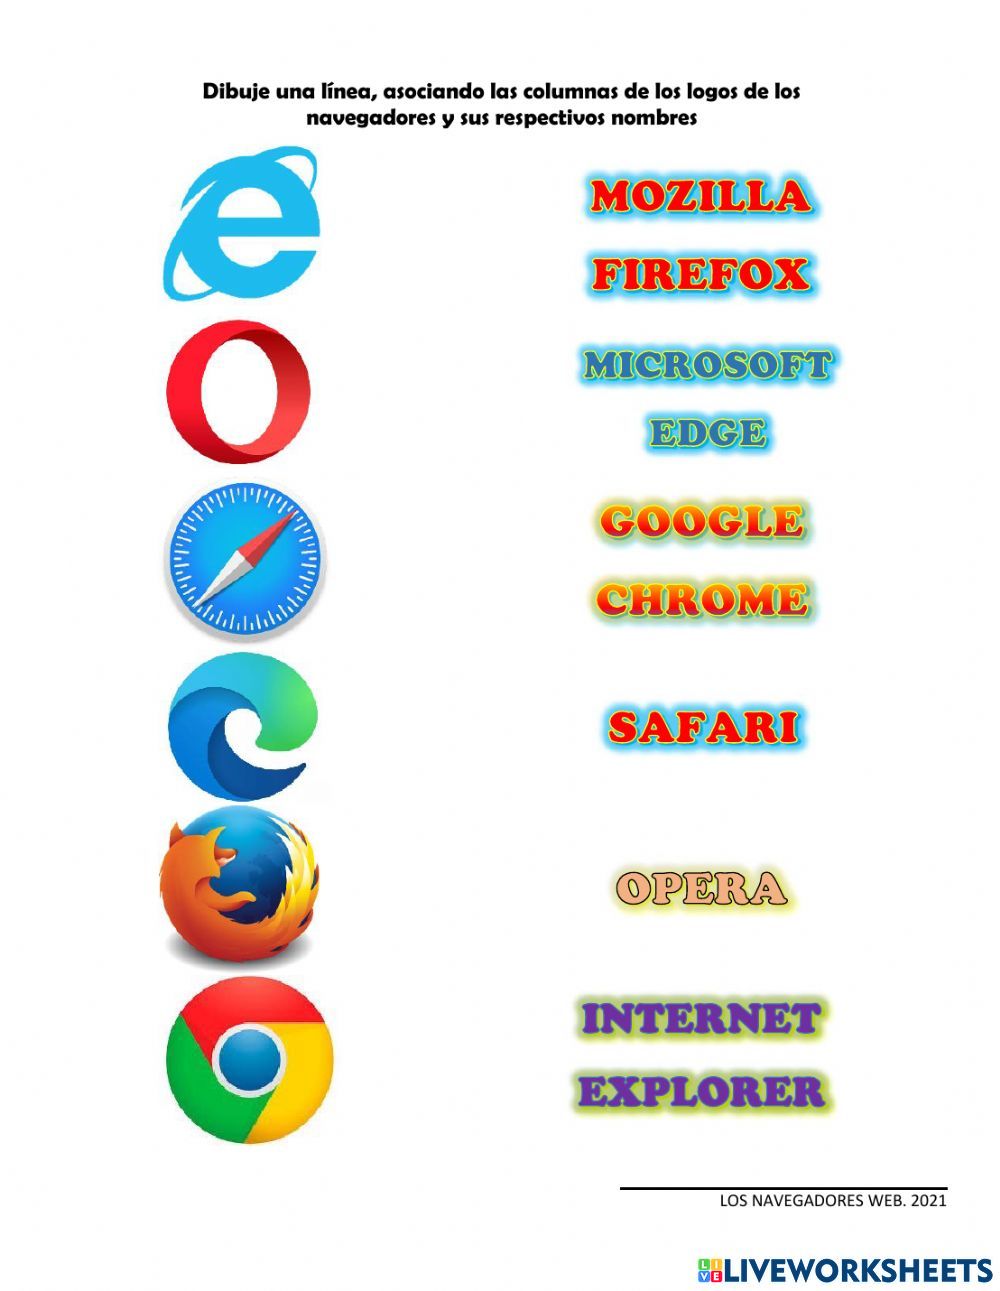 Dibuje una línea, asociando las columnas de los logos de los
navegadores y sus respectivos nombres
MOZILLA
FIREFOX
MICROSOFT
EDGE
GOOGLE
CHROME
SAFARI
OPERA
INTERNET
EXPLORER
LOS NAVEGADORES WEB. 2021
LIVE LIVEWORKSHEETS